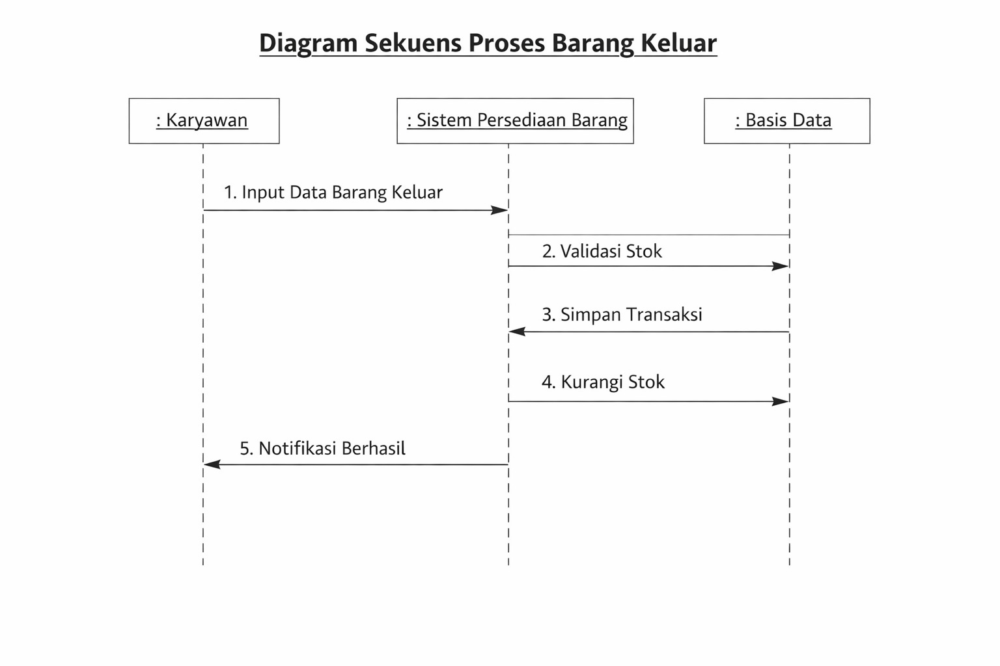 Diagram Sekuens Proses Barang Keluar
: Karyawan
: Sistem Persediaan Barang
: Basis Data
1. Input Data Barang Keluar
2. Validasi Stok
3. Simpan Transaksi
4. Kurangi Stok
5. Notifikasi Berhasil